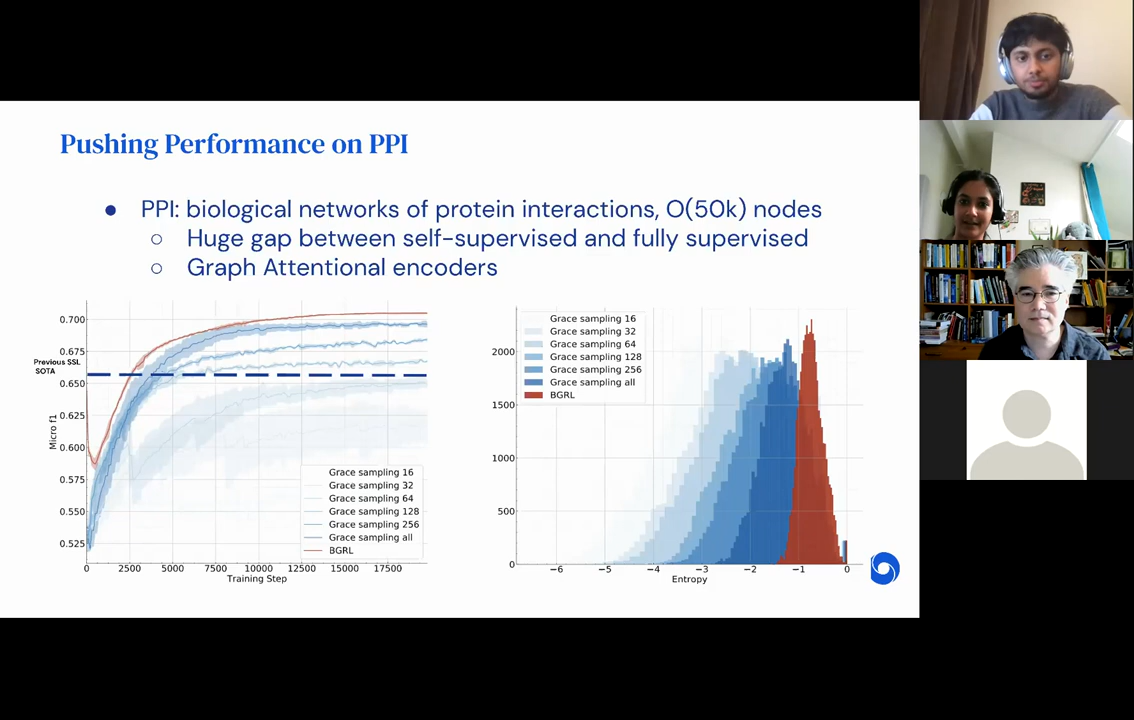 Pushing Performance on PPI
● PPI: biological networks of protein interactions, O(50k) nodes
○ Huge gap between self-supervised and fully supervised
○ Graph Attentional encoders
0.700
0.675
Previous SSL
SOTA
0.650
0.625
0.600
0.575
0.550
0.525
Micro f1
Grace sampling 16
Grace sampling 32
Grace sampling 64
Grace sampling 128
Grace sampling 256
Grace sampling all
BGRL
0 2500 5000 7500 10000 12500 15000 17500
Training Step
Grace sampling 16
Grace sampling 32
Grace sampling 64
Grace sampling 128
Grace sampling 256
Grace sampling all
BGRL
2000
1500
1000
500
0
−6 −5 −4 −3 −2 −1 0
Entropy